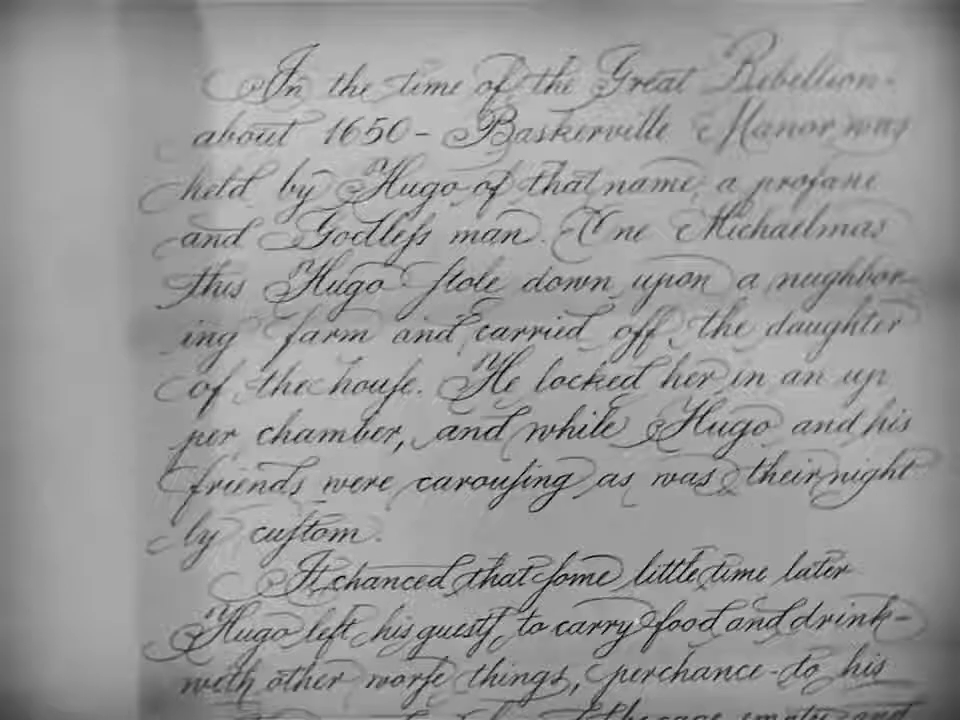 In the time of the Great Rebellion-
about 1650- Baskerville Manor was
held by Hugo of that name, a profane
and Godleſs man. One Michaelmas
this Hugo ſtole down upon a neighbor-
ing farm and carried off the daughter
of the houſe. He locked her in an up
per chamber, and while Hugo and his
friends were carouſing as was their night
ly cuſtom.
It chanced that ſome little time later
Hugo left his gueſtſ to carry food and drink-
with other worſe things, perchance-to his
the cage empty and